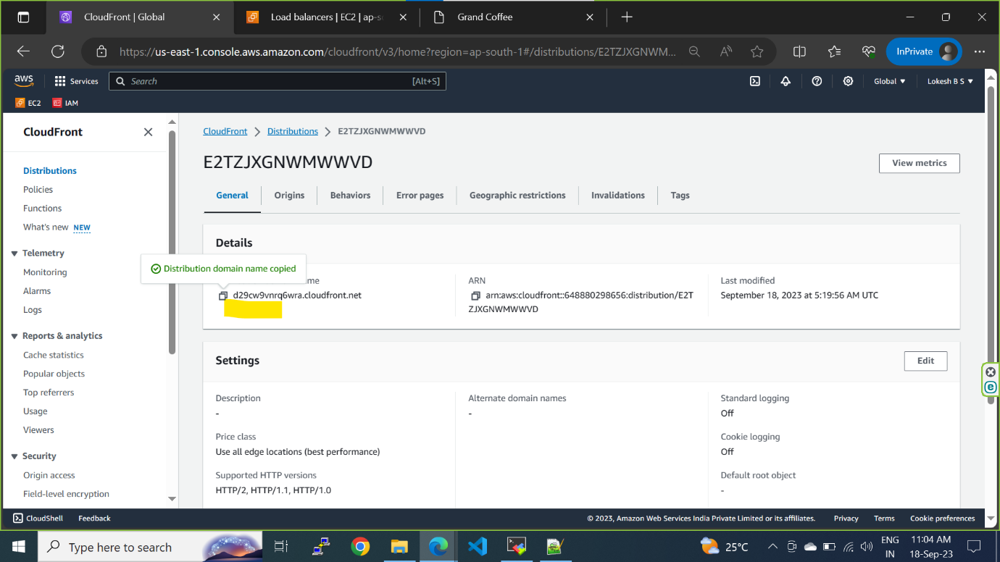 CloudFront | Global
Load balancers | EC2 | ap-so
Grand Coffee
https://us-east-1.console.aws.amazon.com/cloudfront/v3/home?region=ap-south-1#/distributions/E2TZJXGNWM...
InPrivate
aws
Services
Search
[Alt+S]
Global
Lokesh B S
EC2
IAM
CloudFront
Distributions
Policies
Functions
What's new NEW
Telemetry
Monitoring
Alarms
Logs
Reports & analytics
Cache statistics
Popular objects
Top referrers
Usage
Viewers
Security
Origin access
Field-level encryption
CloudFront > Distributions > E2TZJXGNWMWWVD
E2TZJXGNWMWWVD
View metrics
General
Origins
Behaviors
Error pages
Geographic restrictions
Invalidations
Tags
Details
Distribution domain name copied
me
d29cw9vnrq6wra.cloudfront.net
ARN
arn:aws:cloudfront::648880298656:distribution/E2T
ZJXGNWMWWVD
Last modified
September 18, 2023 at 5:19:56 AM UTC
Settings
Edit
Description
-
Price class
Use all edge locations (best performance)
Supported HTTP versions
HTTP/2, HTTP/1.1, HTTP/1.0
Alternate domain names
-
Standard logging
Off
Cookie logging
Off
Default root object
-
CloudShell
Feedback
© 2023, Amazon Web Services India Private Limited or its affiliates.
Privacy
Terms
Cookie preferences
Type here to search
25°C
ENG
IN
11:04 AM
18-Sep-23